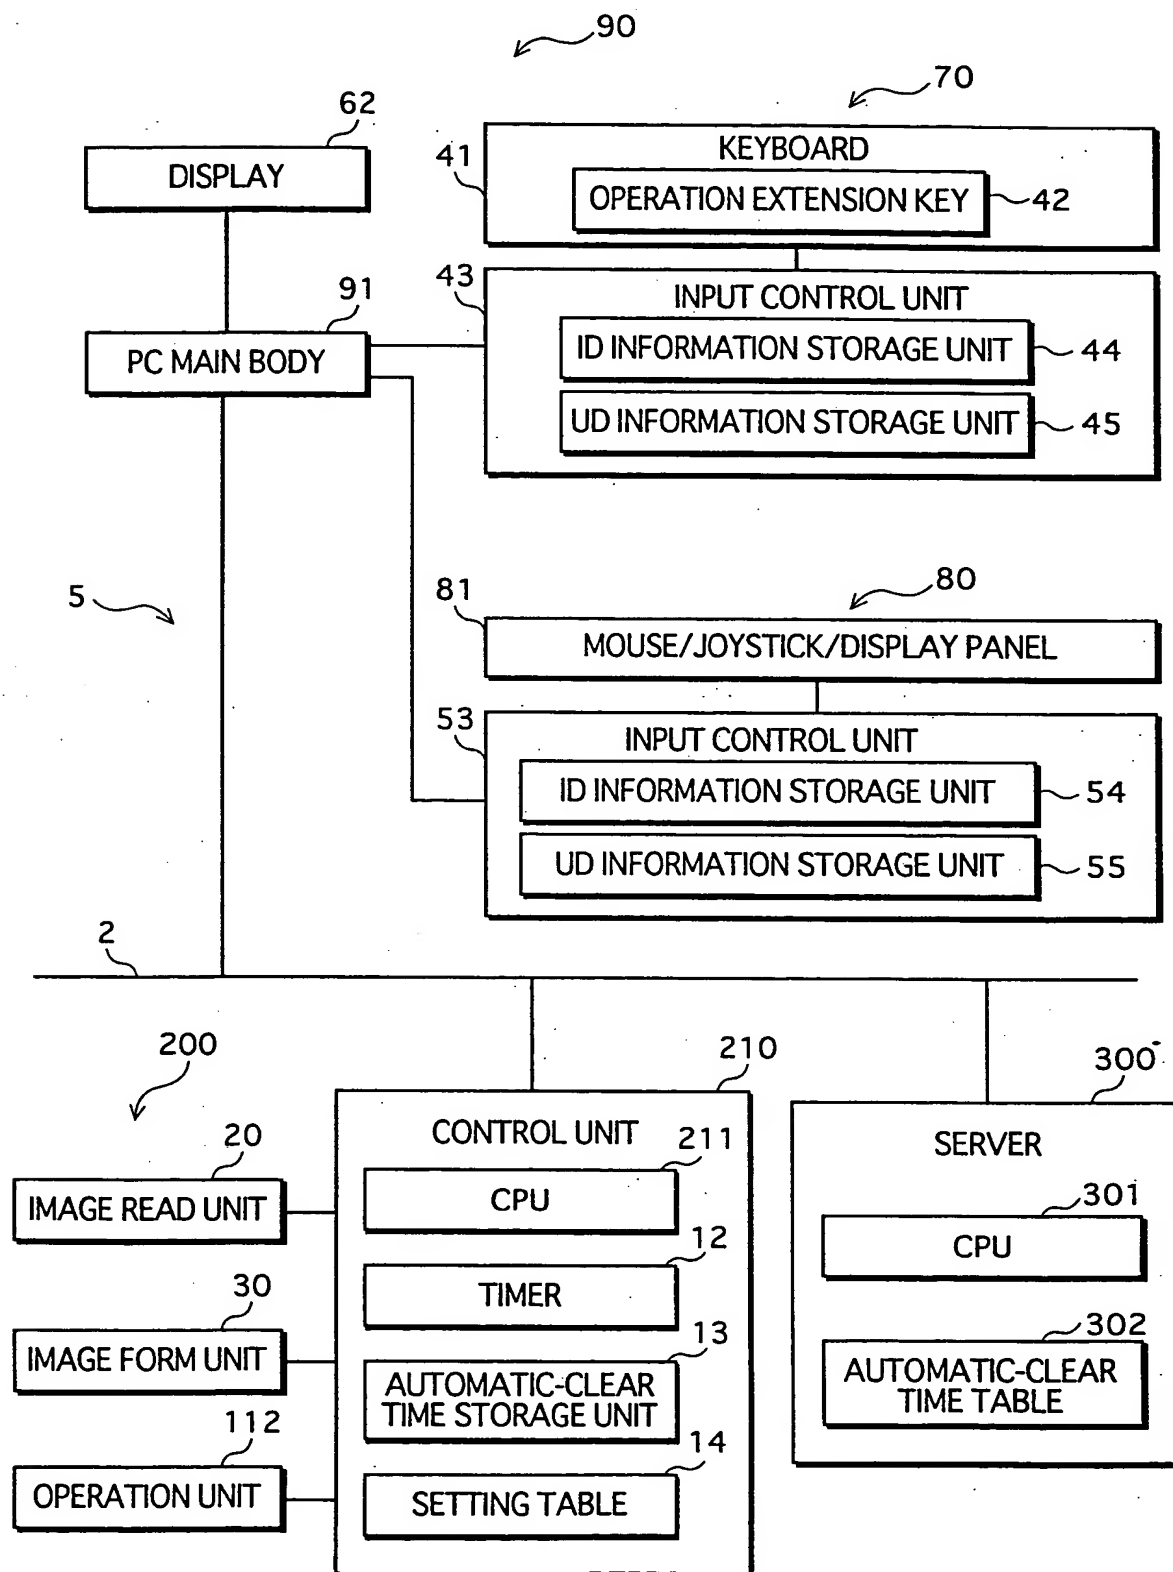 90
70
62
KEYBOARD
41
DISPLAY
OPERATION EXTENSION KEY
42
43
91
INPUT CONTROL UNIT
ID INFORMATION STORAGE UNIT
44
PC MAIN BODY
UD INFORMATION STORAGE UNIT
45
5
81
80
MOUSE/JOYSTICK/DISPLAY PANEL
53
INPUT CONTROL UNIT
ID INFORMATION STORAGE UNIT
54
UD INFORMATION STORAGE UNIT
55
2
200
210
300
CONTROL UNIT
SERVER
20
211
IMAGE READ UNIT
CPU
301
CPU
12
TIMER
30
13
302
IMAGE FORM UNIT
AUTOMATIC-CLEAR
TIME STORAGE UNIT
AUTOMATIC-CLEAR
TIME TABLE
112
14
OPERATION UNIT
SETTING TABLE